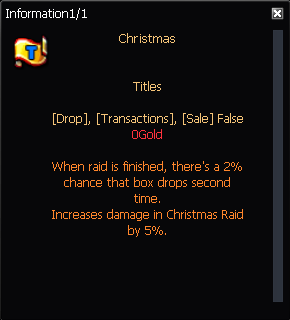 Information1/1
Christmas
T
Titles
[Drop], [Transactions], [Sale] False
0Gold
When raid is finished, there's a 2%
chance that box drops second
time.
Increases damage in Christmas Raid
by 5%.